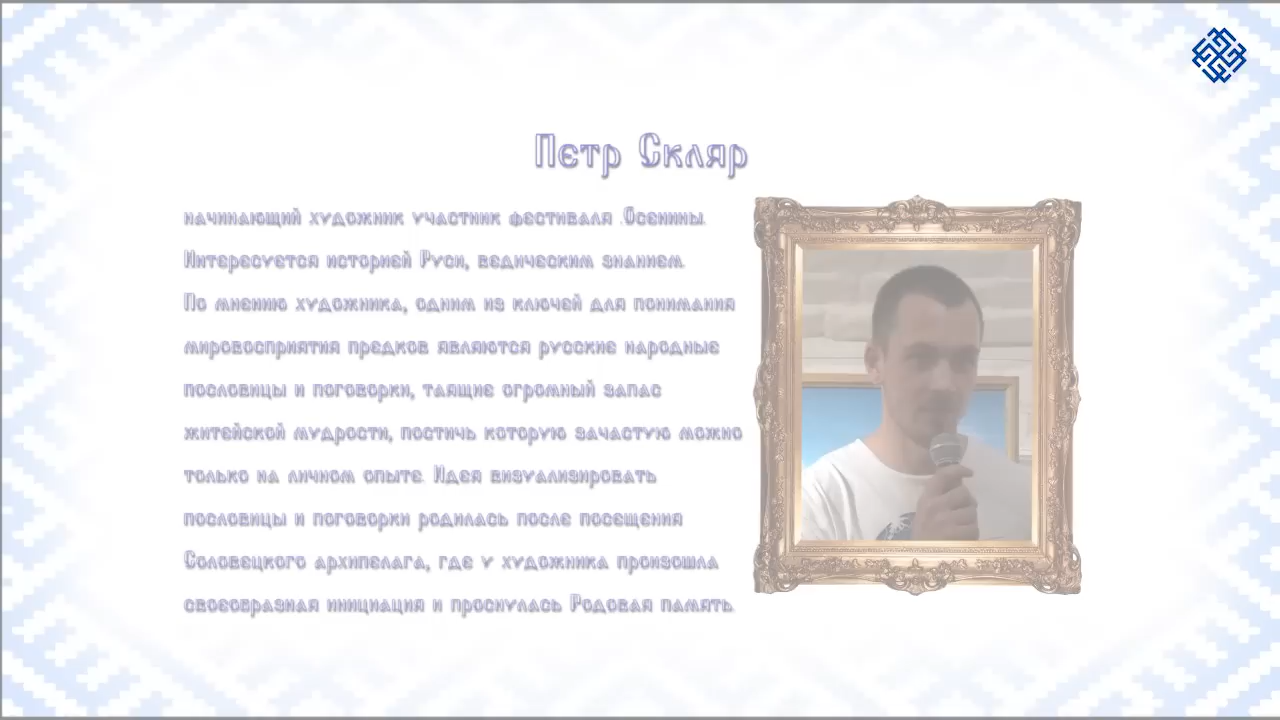 Петр Скляр
начинающий художник участник фестиваля .Осенины.
Интересуется историей Руси, ведическим знанием.
По мнению художника, одним из ключей для понимания
мировосприятия предков являются русские народные
пословицы и поговорки, таящие огромный запас
житейской мудрости, постичь которую зачастую можно
только на личном опыте. Идея визуализировать
пословицы и поговорки родилась после посещения
Соловецкого архипелага, где у художника произошла
своеобразная инициация и проснулась Родовая память.